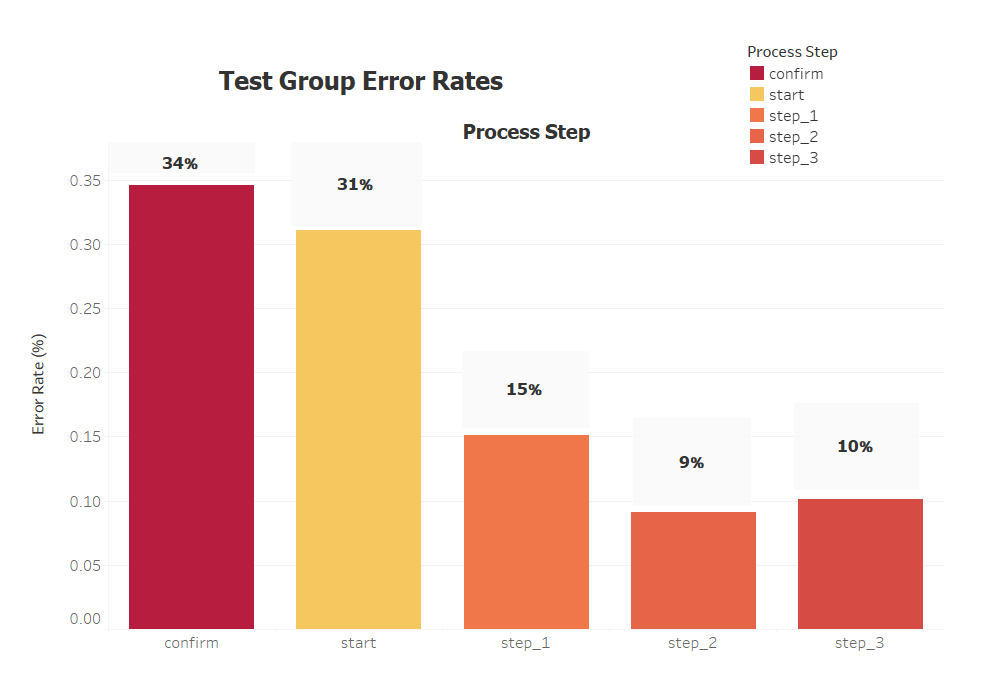 Test Group Error Rates
Process Step
Process Step
confirm
start
step_1
step_2
step_3
Error Rate (%)
0.35
0.30
0.25
0.20
0.15
0.10
0.05
0.00
34%
31%
15%
9%
10%
confirm
start
step_1
step_2
step_3